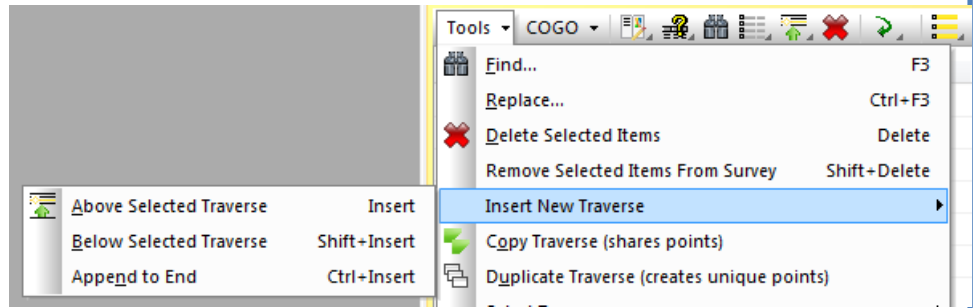 Tools COGO
Find... F3
Replace... Ctrl+F3
Delete Selected Items Delete
Remove Selected Items From Survey Shift+Delete
Insert New Traverse
Above Selected Traverse Insert
Below Selected Traverse Shift+Insert
Append to End Ctrl+Insert
Copy Traverse (shares points)
Duplicate Traverse (creates unique points)